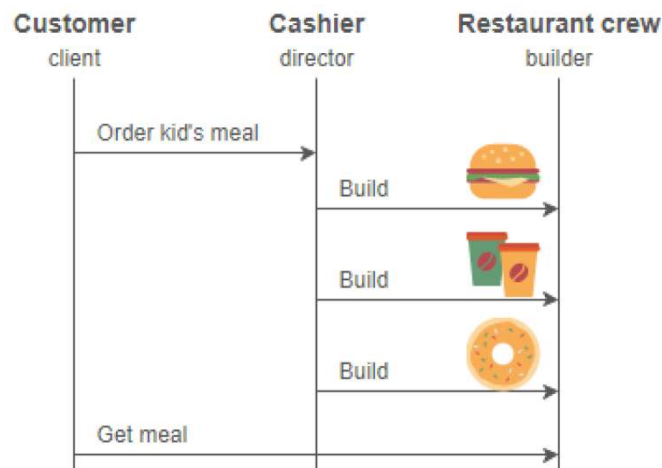 Customer Cashier Restaurant crew
client director builder
Order kid's meal
Build
Build
Build
Get meal